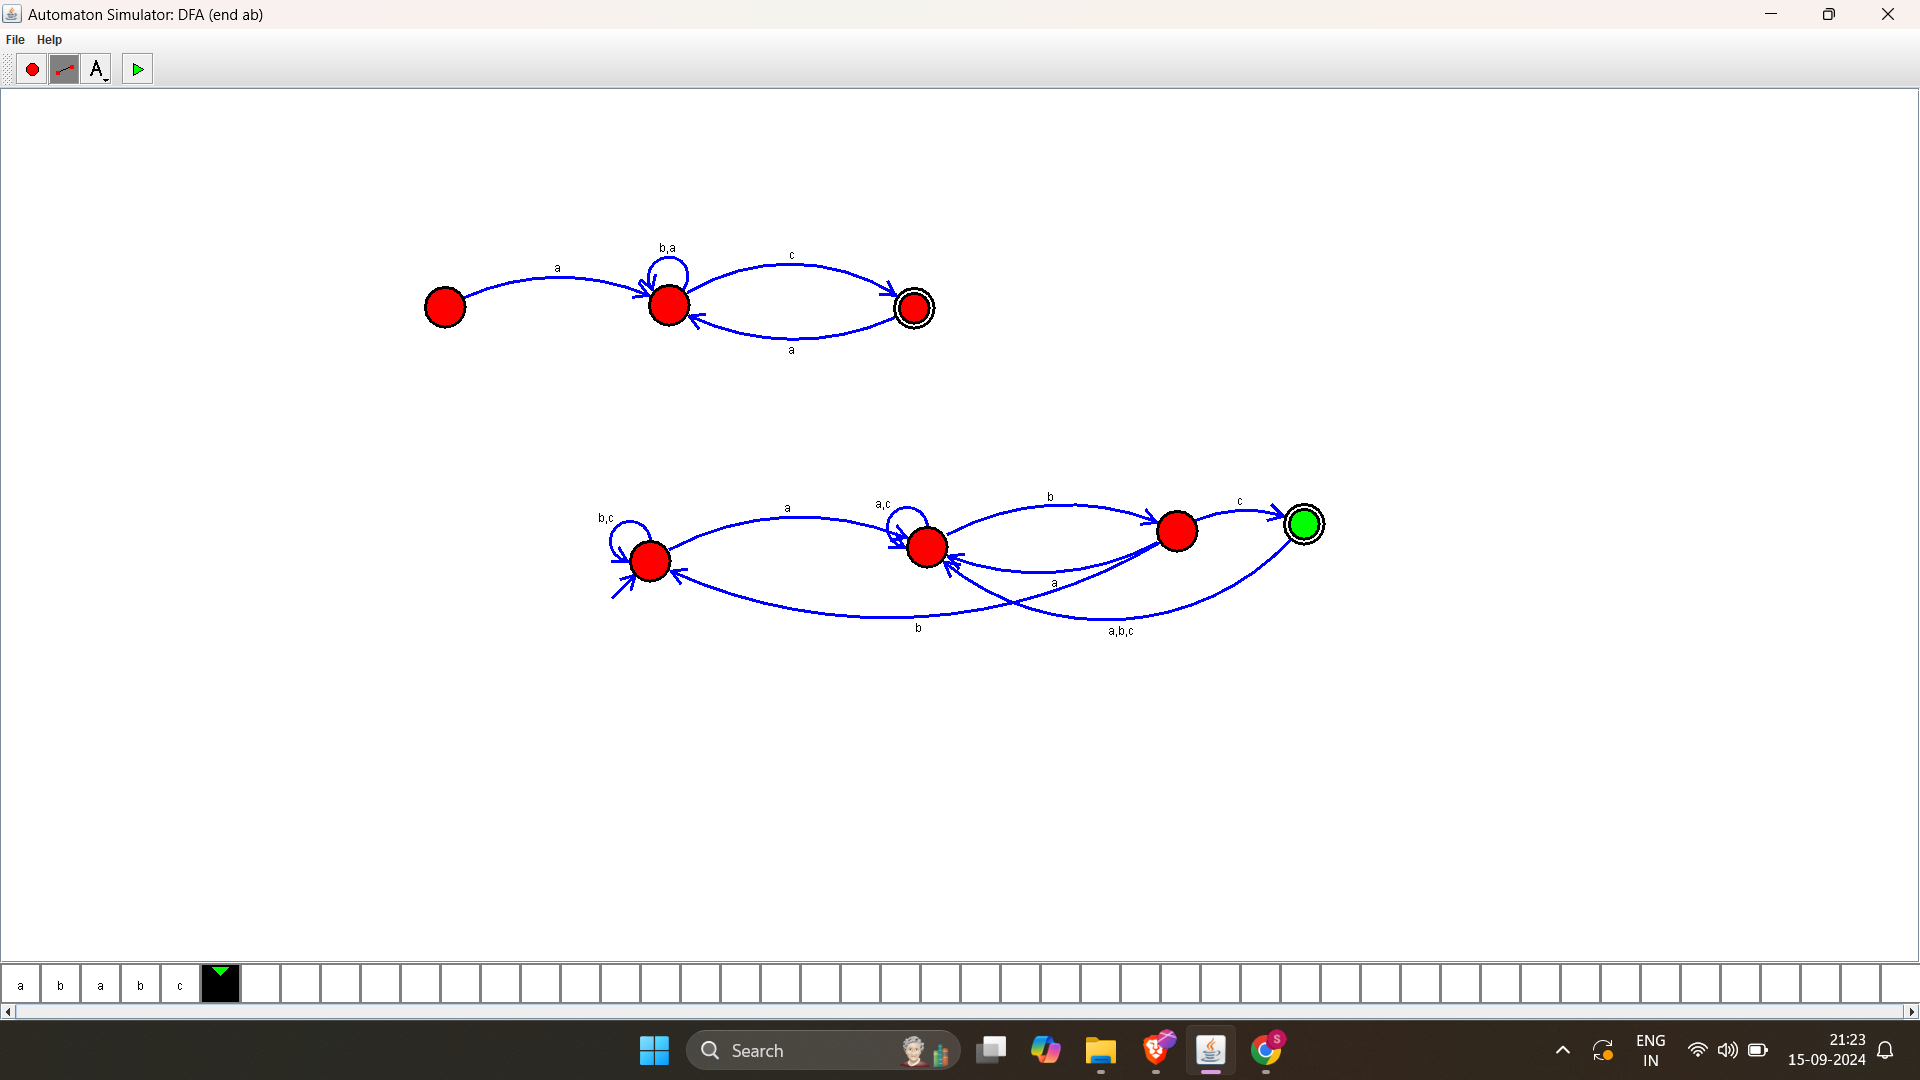 Automaton Simulator: DFA (end ab)
File Help
A
b,a
c
a
a
b
c
a,c
a
b,c
a
b
a,b,c
a b a b c
Search
ENG
IN
21:23
15-09-2024
S